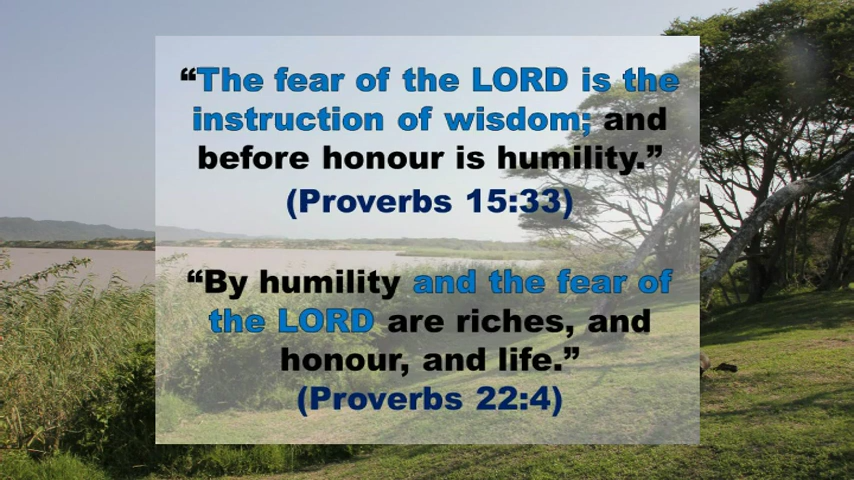 “The fear of the LORD is the
instruction of wisdom; and
before honour is humility.”
(Proverbs 15:33)
“By humility and the fear of
the LORD are riches, and
honour, and life.”
(Proverbs 22:4)